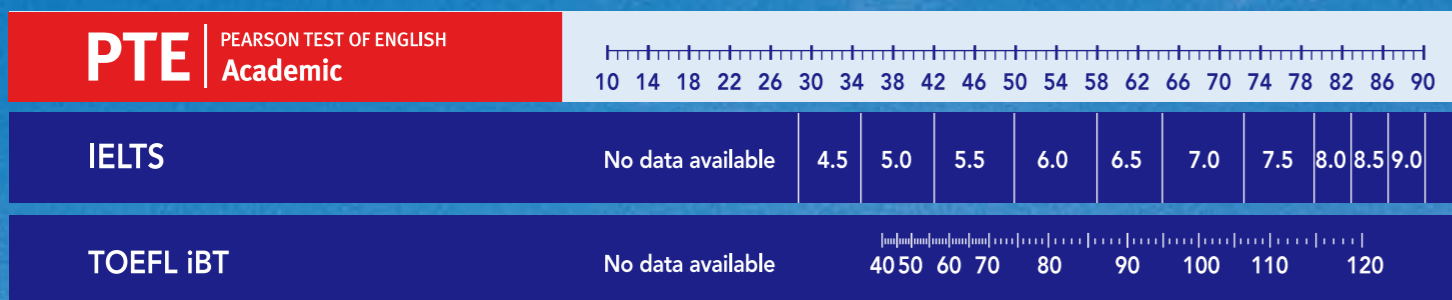 PTE PEARSON TEST OF ENGLISH
Academic
10 14 18 22 26 30 34 38 42 46 50 54 58 62 66 70 74 78 82 86 90
IELTS No data available 4.5 5.0 5.5 6.0 6.5 7.0 7.5 8.0 8.5 9.0
TOEFL iBT No data available 40 50 60 70 80 90 100 110 120